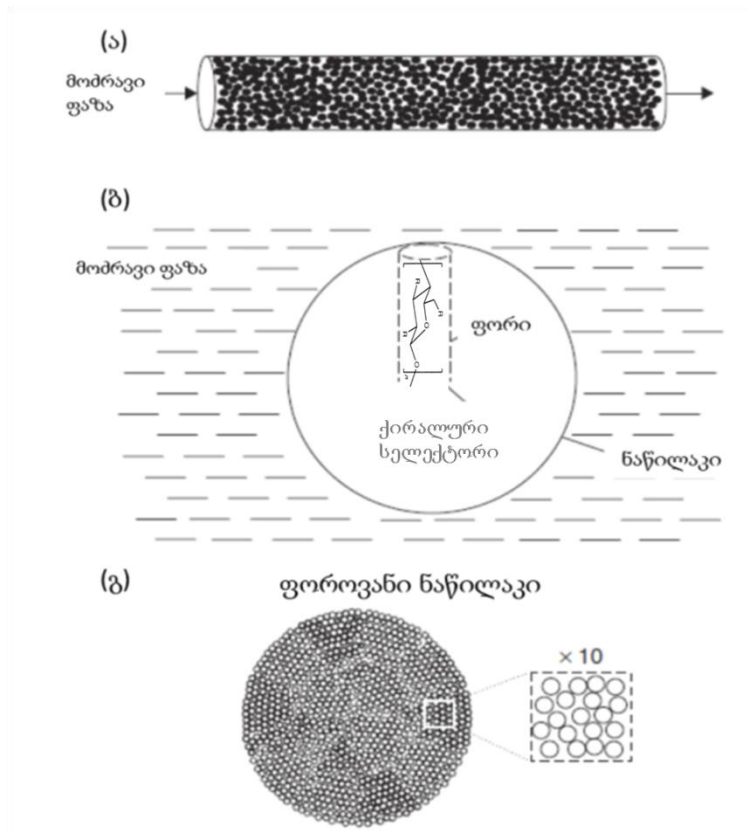 (ა)
მოძრავი
ფაზა
(ბ)
მოძრავი ფაზა
R
R
O
R
O
ფორი
ქირალური
სელექტორი
ნაწილაკი
(გ)
ფოროვანი ნაწილაკი
× 10